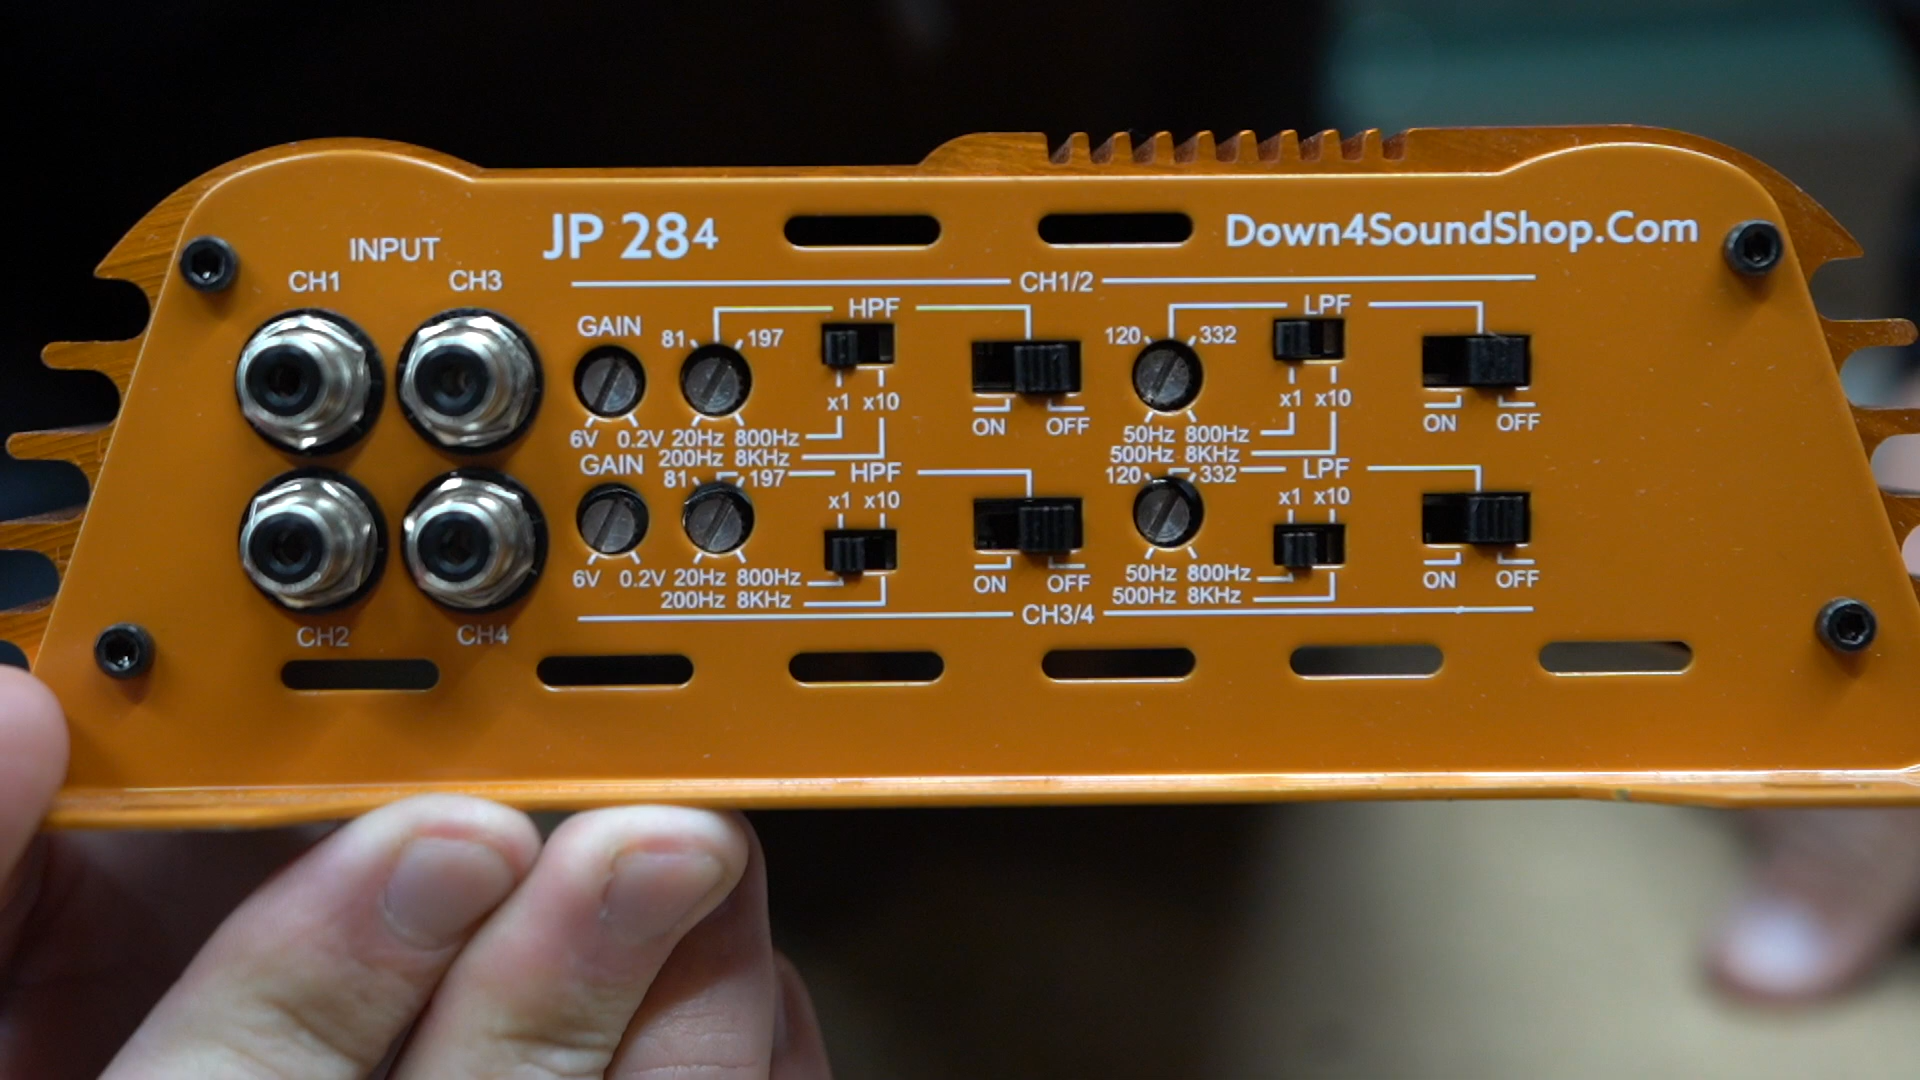 JP 284
Down4SoundShop.Com
INPUT
CH1 CH3
CH1/2
GAIN
81 197
HPF
x1 x10
ON OFF
120 332
LPF
x1 x10
ON OFF
6V 0.2V 20Hz 800Hz
200Hz 8KHz
50Hz 800Hz
500Hz 8KHz
GAIN
81 197
HPF
x1 x10
ON OFF
120 332
LPF
x1 x10
ON OFF
6V 0.2V 20Hz 800Hz
200Hz 8KHz
50Hz 800Hz
500Hz 8KHz
CH3/4
CH2 CH4